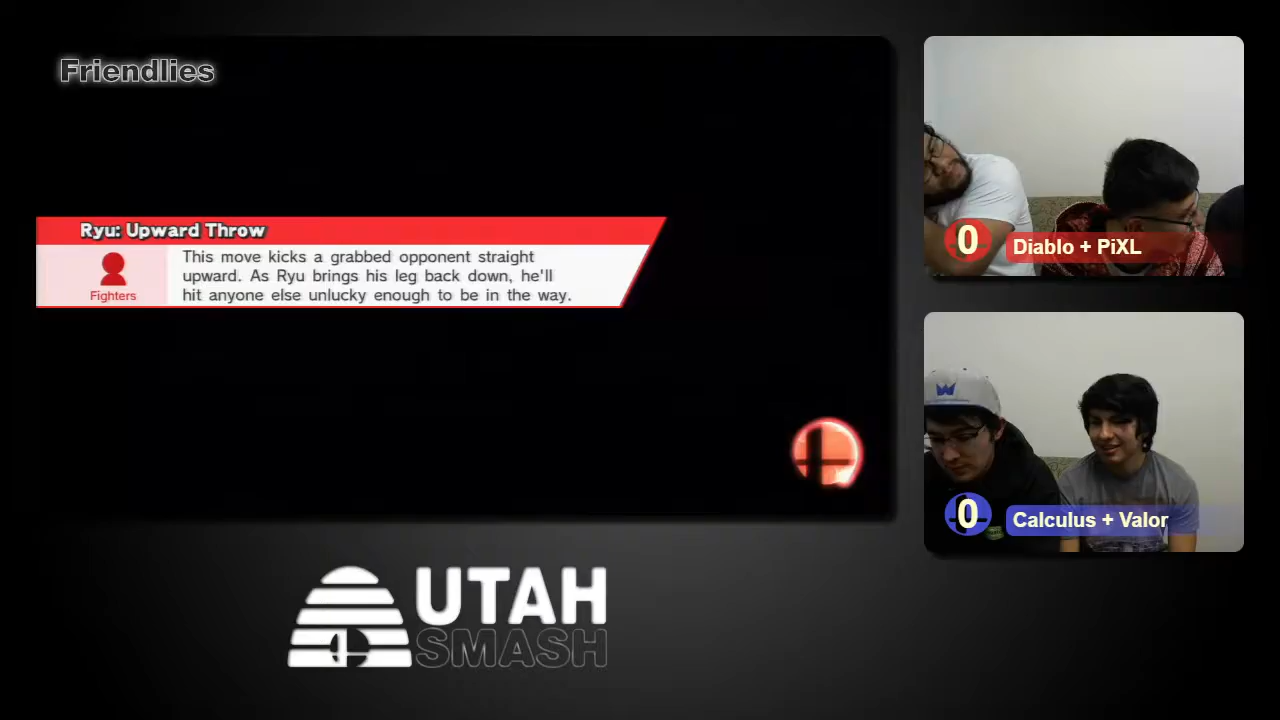 Friendlies
Ryu: Upward Throw
This move kicks a grabbed opponent straight
upward. As Ryu brings his leg back down, he'll
hit anyone else unlucky enough to be in the way.
Fighters
0
Diablo + PiXL
0
Calculus + Valor
UTAH
SMASH